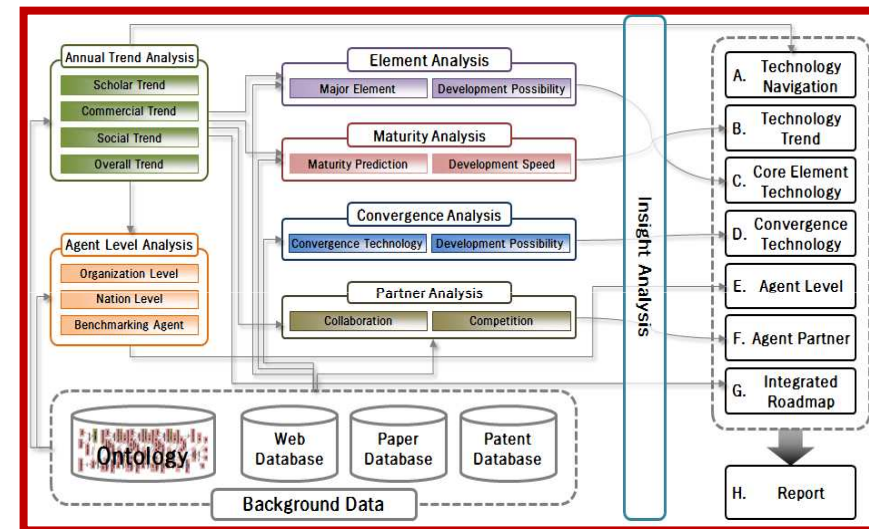 Annual Trend Analysis
Scholar Trend
Commercial Trend
Social Trend
Overall Trend
Agent Level Analysis
Organization Level
Nation Level
Benchmarking Agent
Element Analysis
Major Element
Development Possibility
Maturity Analysis
Maturity Prediction
Development Speed
Convergence Analysis
Convergence Technology
Development Possibility
Partner Analysis
Collaboration
Competition
Insight Analysis
A. Technology
Navigation
B. Technology
Trend
C. Core Element
Technology
D. Convergence
Technology
E. Agent Level
F. Agent Partner
G. Integrated
Roadmap
H. Report
Ontology
Web
Database
Paper
Database
Patent
Database
Background Data